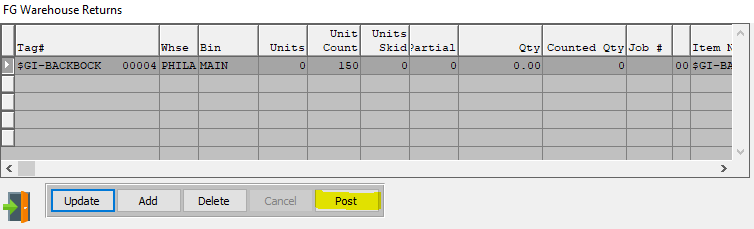 FG Warehouse Returns
Tag# Whse Bin Units Unit Count Units Skid Partial Qty Counted Qty Job # Item N
$GI-BACKBOCK 00004 PHILA MAIN 0 150 0 0 0.00 0 00 $GI-BA
Update Add Delete Cancel Post